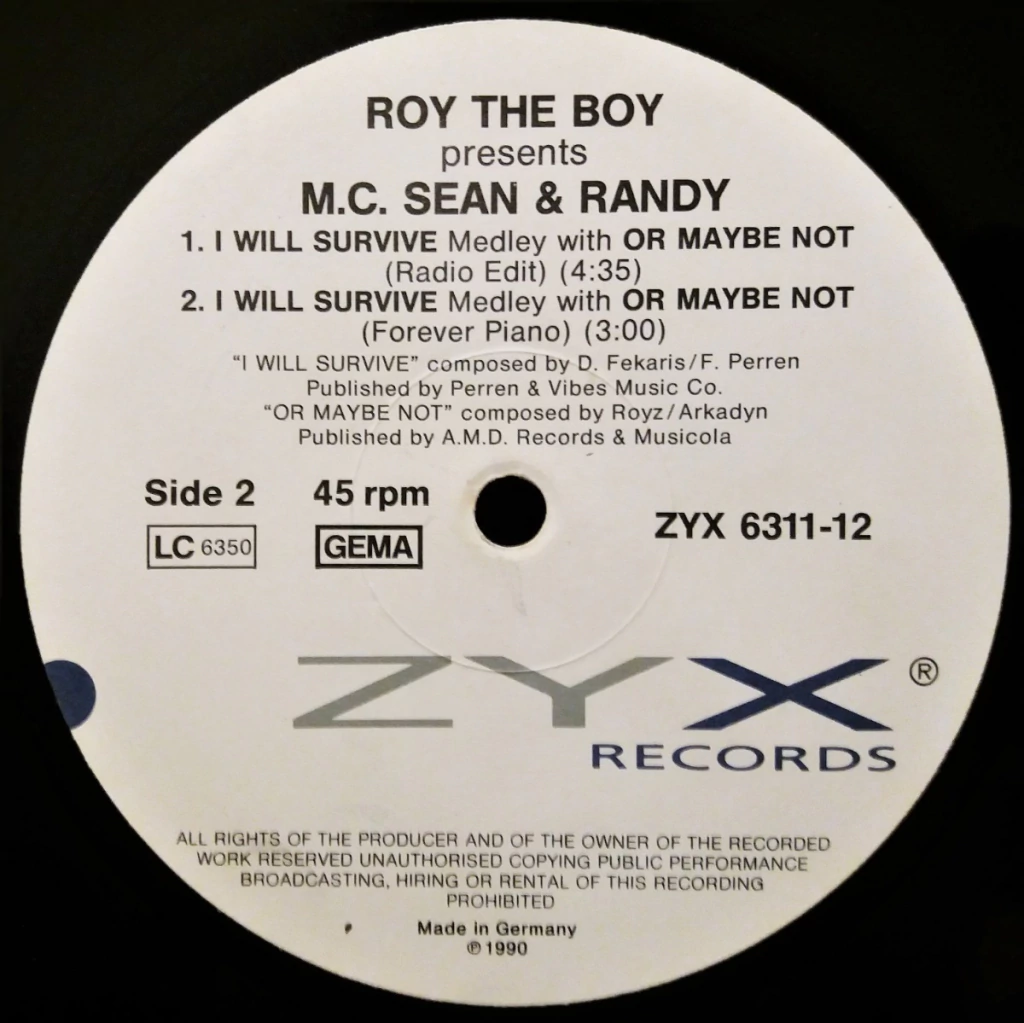 ROY THE BOY
presents
M.C. SEAN & RANDY
1. I WILL SURVIVE Medley with OR MAYBE NOT
(Radio Edit) (4:35)
2. I WILL SURVIVE Medley with OR MAYBE NOT
(Forever Piano) (3:00)
"I WILL SURVIVE" composed by D. Fekaris/F. Perren
Published by Perren & Vibes Music Co.
"OR MAYBE NOT" composed by Royz/Arkadyn
Published by A.M.D. Records & Musicola
Side 2 45 rpm
ZYX 6311-12
LC 6350 GEMA
ZYX ®
RECORDS
ALL RIGHTS OF THE PRODUCER AND OF THE OWNER OF THE RECORDED
WORK RESERVED UNAUTHORISED COPYING PUBLIC PERFORMANCE
BROADCASTING, HIRING OR RENTAL OF THIS RECORDING
PROHIBITED
Made in Germany
℗ 1990